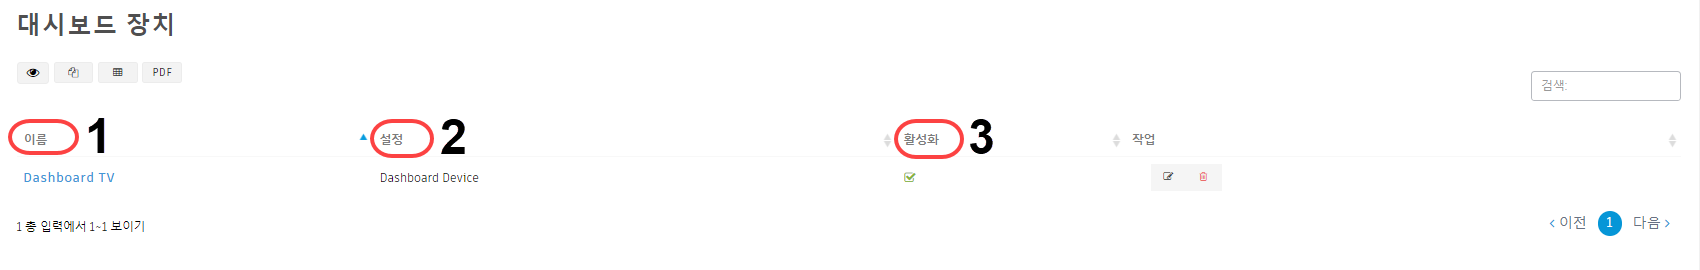 대시보드 장치
PDF
검색:
이름 1 설정 2 활성화 3 작업
Dashboard TV Dashboard Device
1 총 입력에서 1~1 보이기
‹ 이전 1 다음 ›